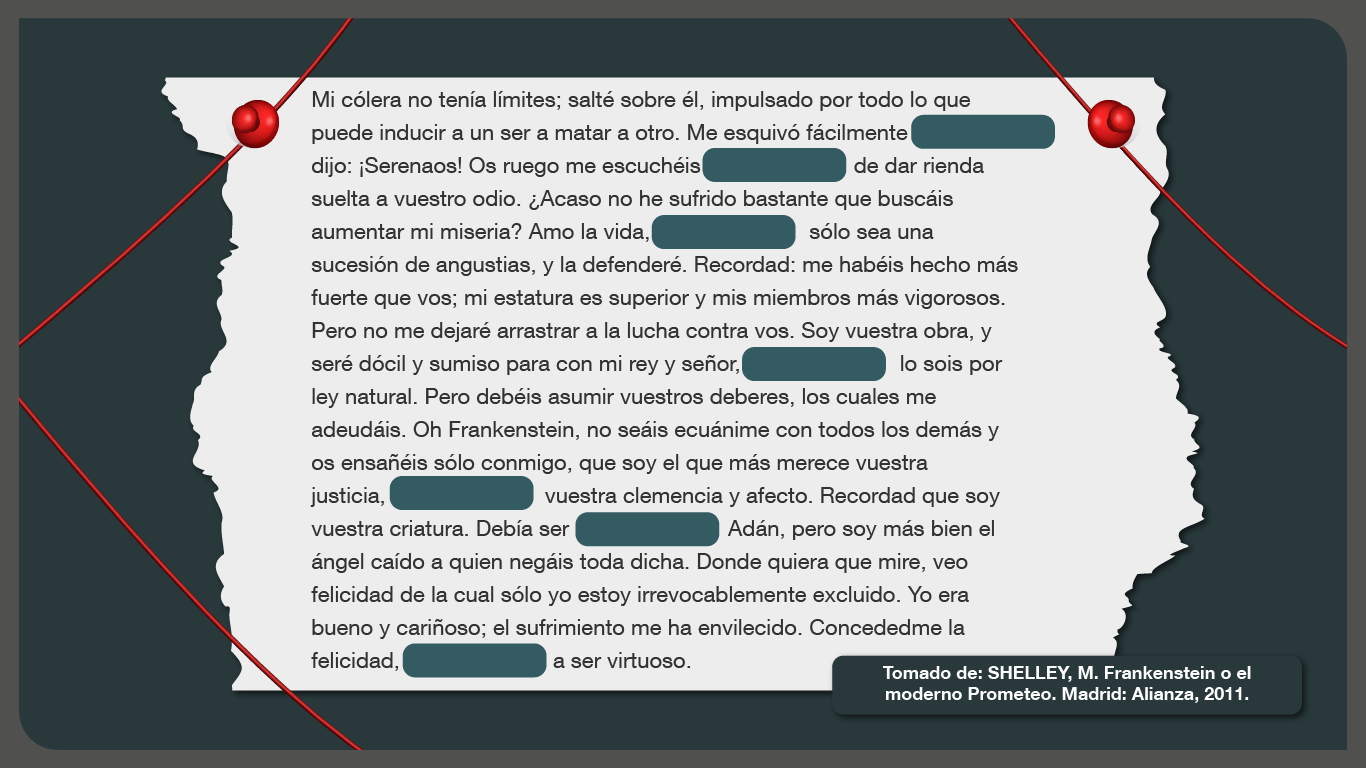 Mi cólera no tenía límites; salté sobre él, impulsado por todo lo que
puede inducir a un ser a matar a otro. Me esquivó fácilmente
dijo: ¡Serenaos! Os ruego me escuchéis de dar rienda
suelta a vuestro odio. ¿Acaso no he sufrido bastante que buscáis
aumentar mi miseria? Amo la vida, sólo sea una
sucesión de angustias, y la defenderé. Recordad: me habéis hecho más
fuerte que vos; mi estatura es superior y mis miembros más vigorosos.
Pero no me dejaré arrastrar a la lucha contra vos. Soy vuestra obra, y
seré dócil y sumiso para con mi rey y señor, lo sois por
ley natural. Pero debéis asumir vuestros deberes, los cuales me
adeudáis. Oh Frankenstein, no seáis ecuánime con todos los demás y
os ensañéis sólo conmigo, que soy el que más merece vuestra
justicia, vuestra clemencia y afecto. Recordad que soy
vuestra criatura. Debía ser Adán, pero soy más bien el
ángel caído a quien negáis toda dicha. Donde quiera que mire, veo
felicidad de la cual sólo yo estoy irrevocablemente excluido. Yo era
bueno y cariñoso; el sufrimiento me ha envilecido. Concededme la
felicidad, a ser virtuoso.
Tomado de: SHELLEY, M. Frankenstein o el
moderno Prometeo. Madrid: Alianza, 2011.